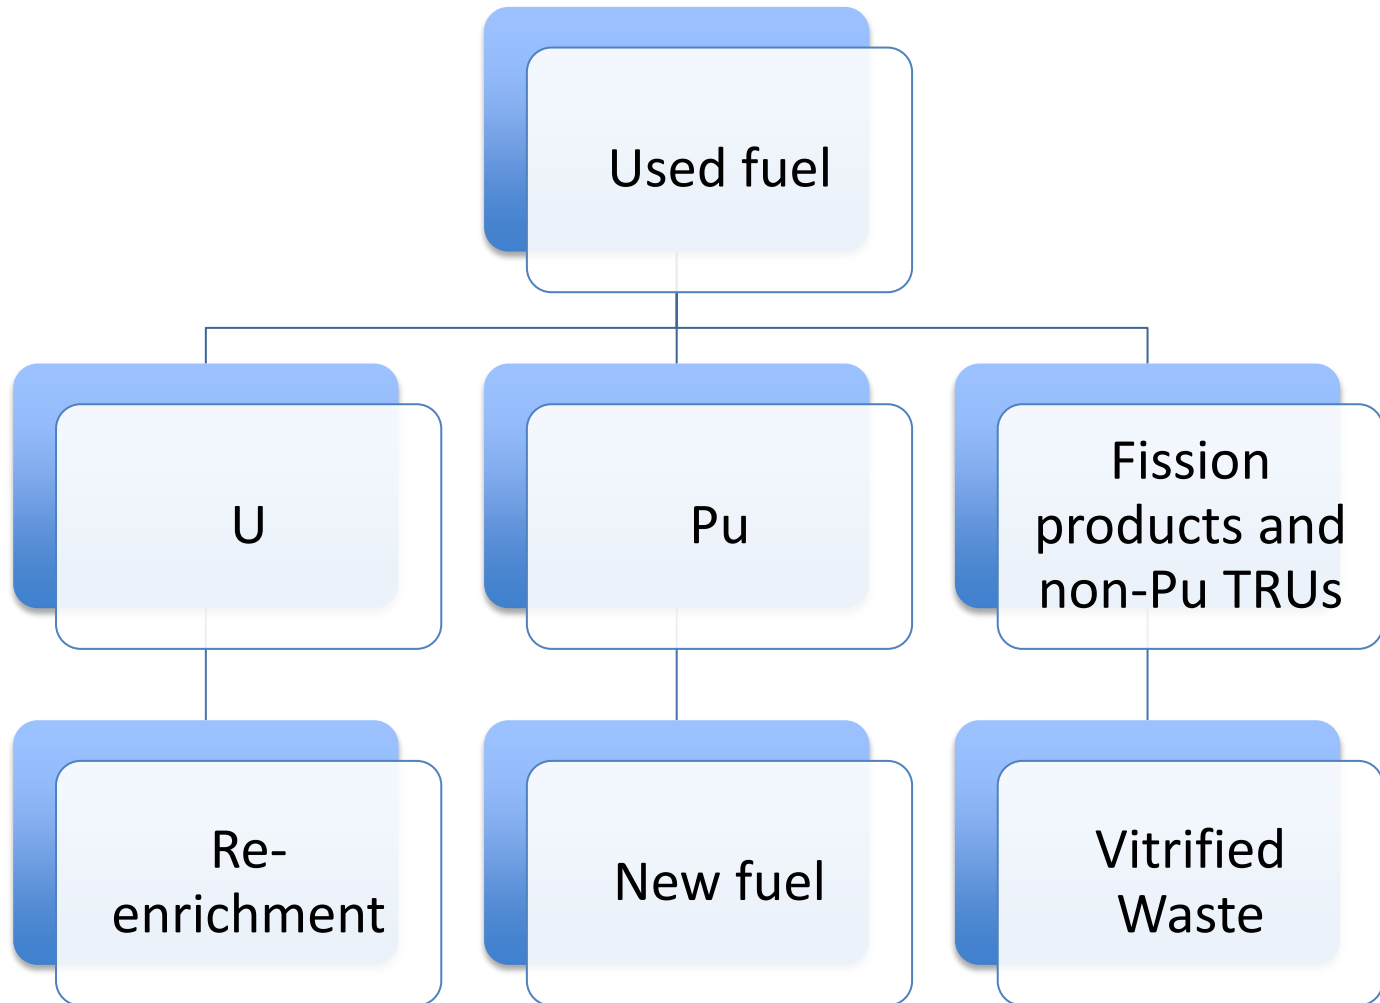 Used fuel
U
Pu
Fission
products and
non-Pu TRUs
Re-
enrichment
New fuel
Vitrified
Waste